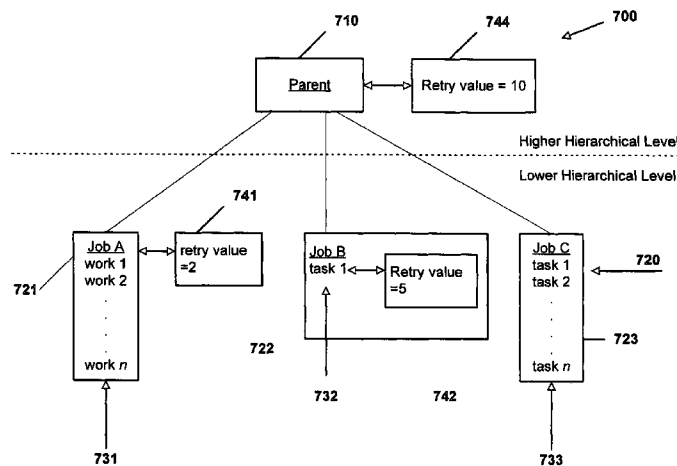 710
744
700
Parent
Retry value = 10
Higher Hierarchical Level
Lower Hierarchical Level
741
Job A
work 1
work 2
work n
retry value
=2
Job B
task 1
Retry value
=5
Job C
task 1
task 2
task n
720
721
722
723
732
742
731
733